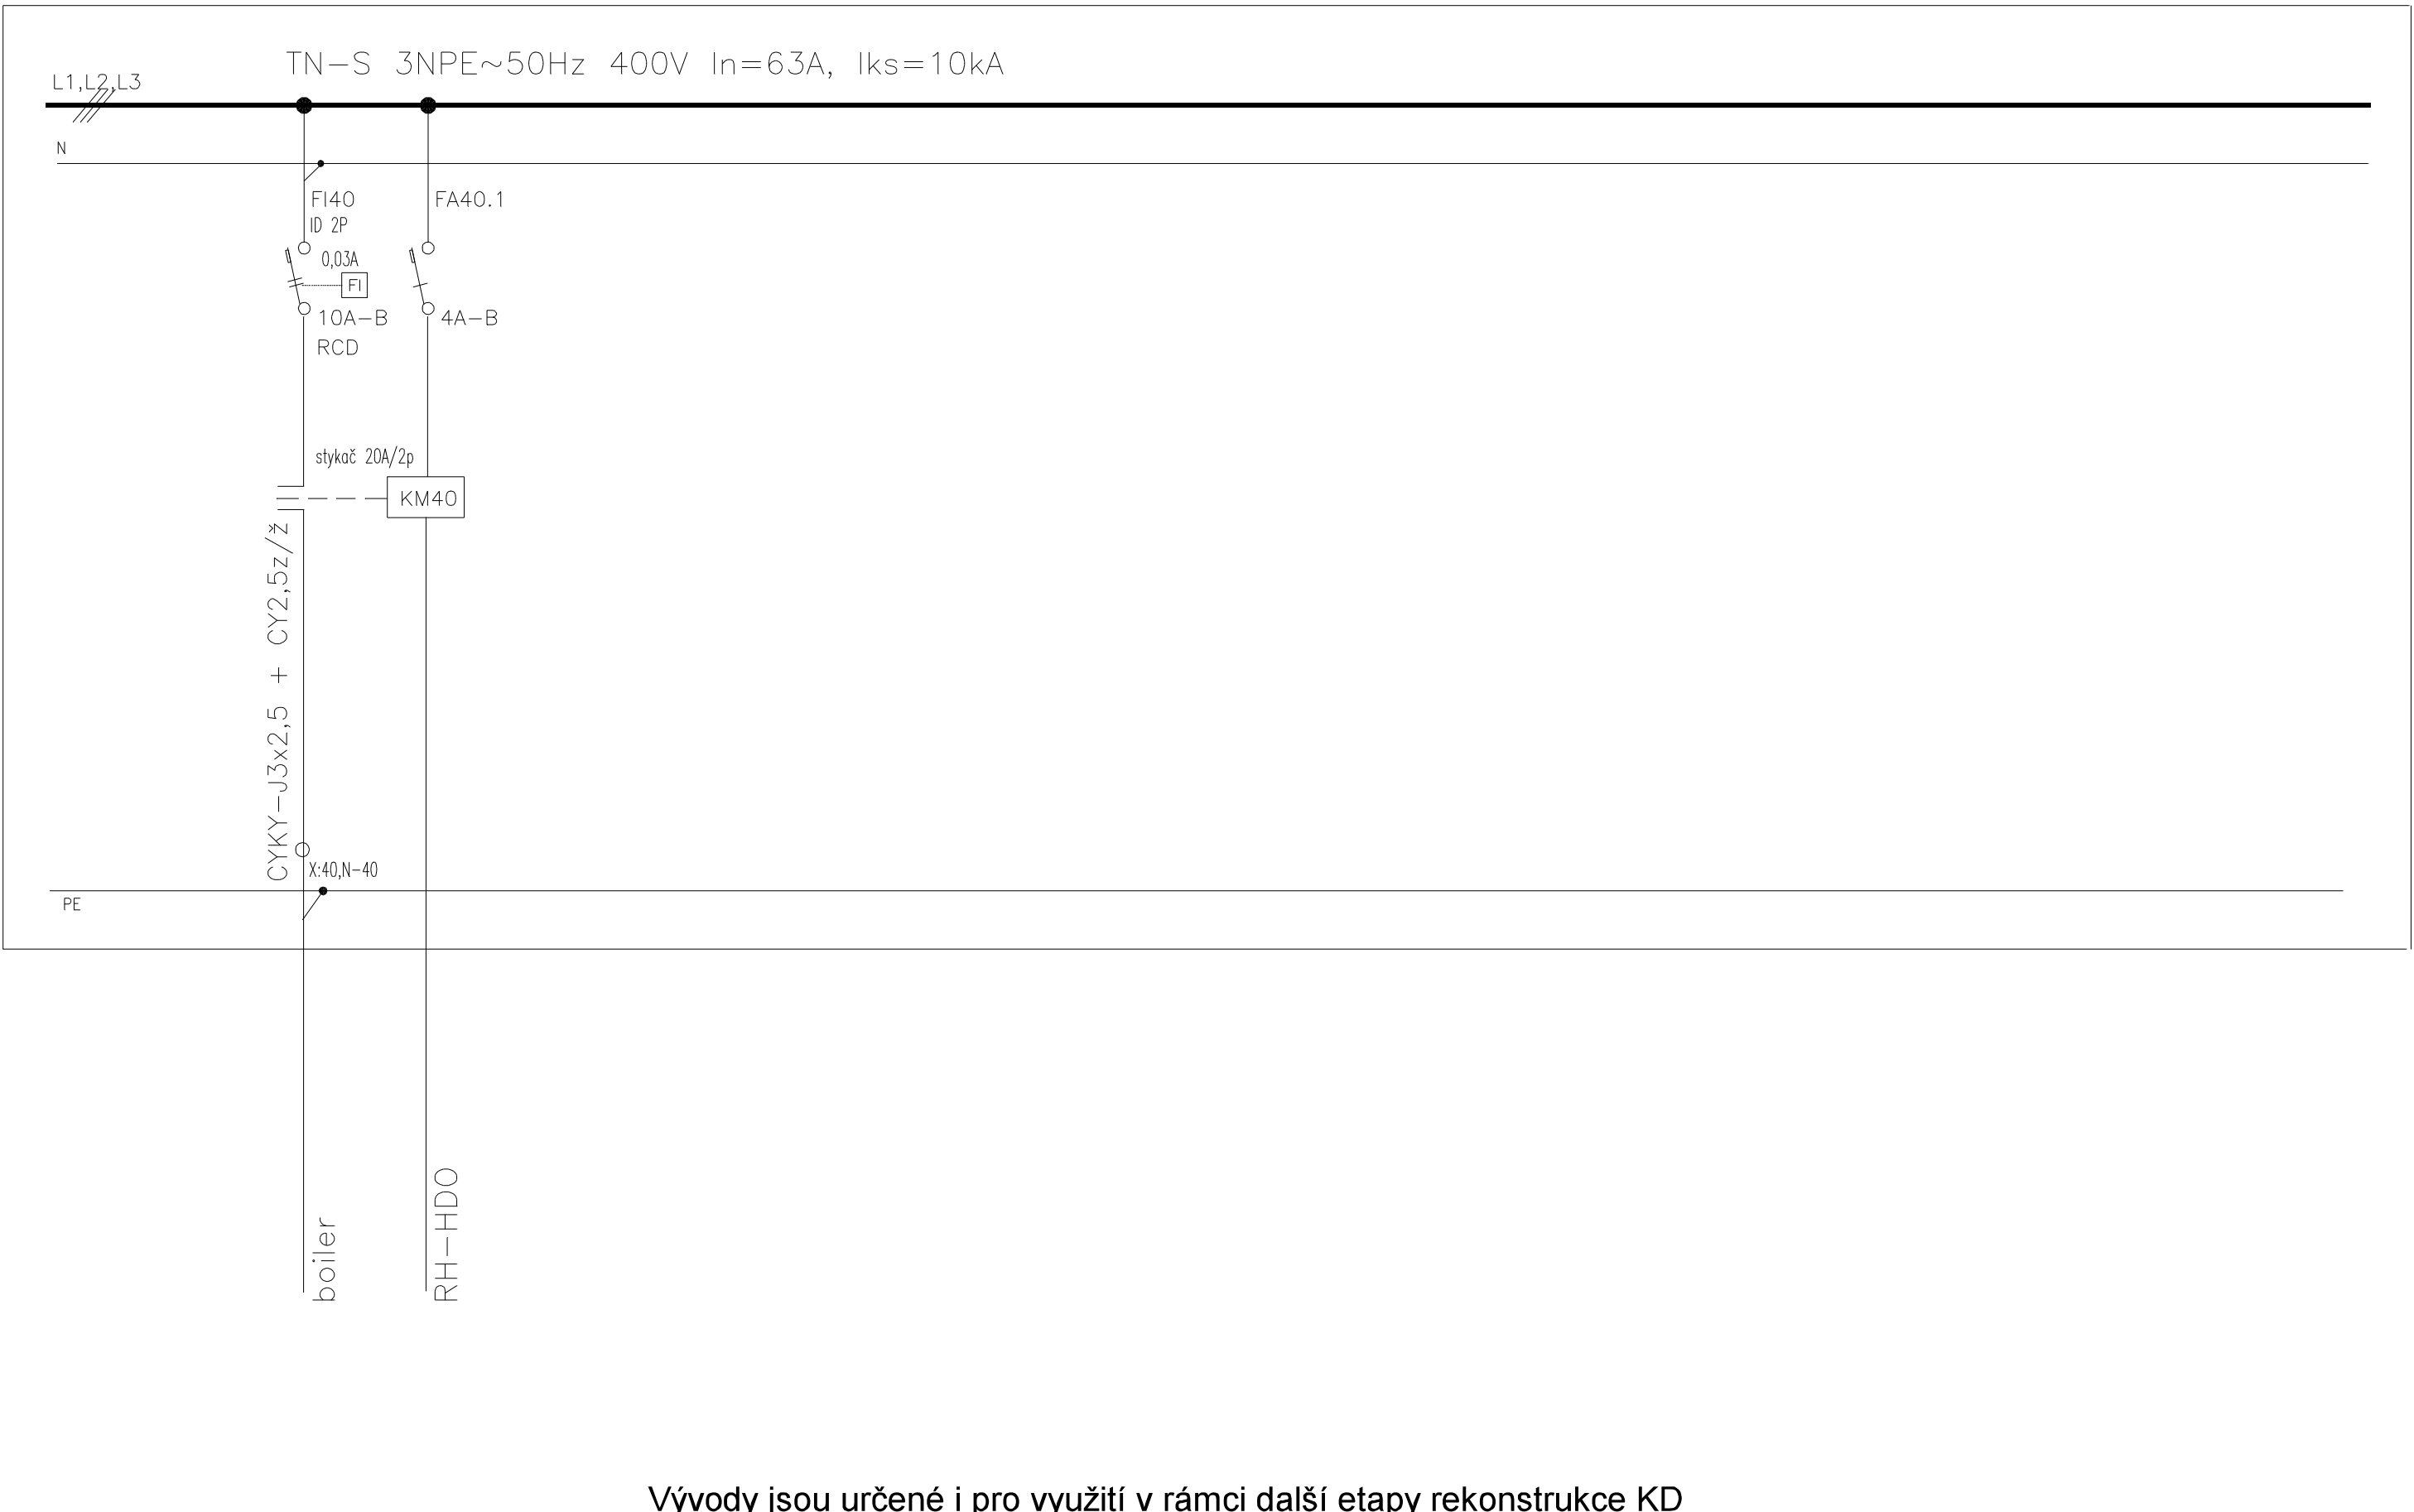 TN-S 3NPE~50Hz 400V In=63A, Iks=10kA
L1,L2,L3
N
FI40
FA40.1
ID 2P
0,03A
FI
10A-B
4A-B
RCD
stykač 20A/2p
KM40
CYKY-J3x2,5 + CY2,5z/ž
X:40,N-40
PE
boiler
RH-HDO
Vývody jsou určené i pro využití v rámci další etapy rekonstrukce KD